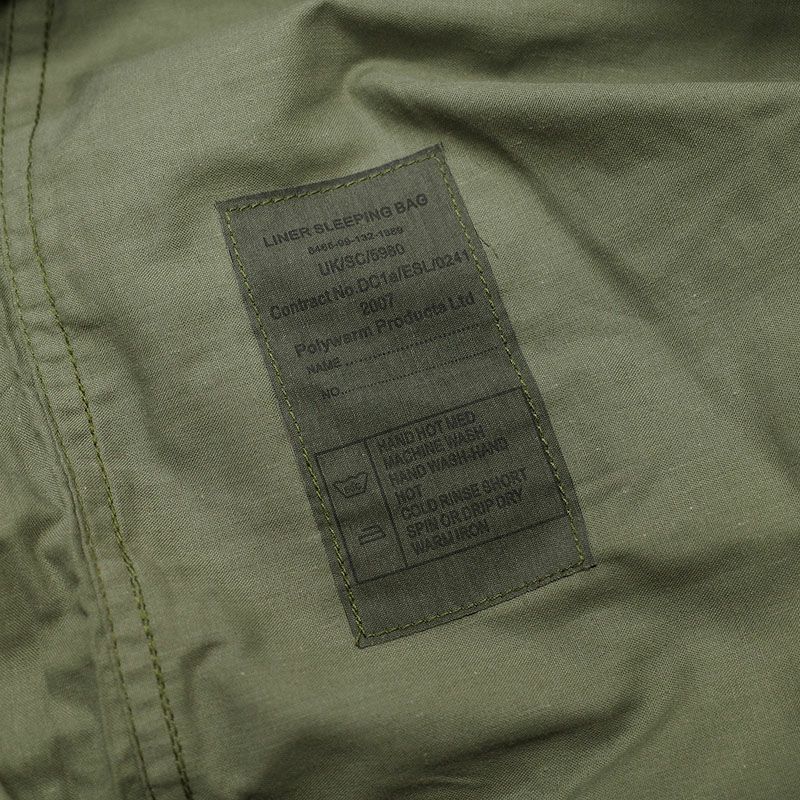 LINER SLEEPING BAG
8465-99-132-1989
UK/SC/5980
Contract No.DC1a/ESL/0241
2007
Polywarm Products Ltd
NAME
NO
HAND HOT MED
MACHINE WASH
HAND WASH-HAND
NOT
COLD RINSE SHORT
SPIN OR DRIP DRY
WARM IRON